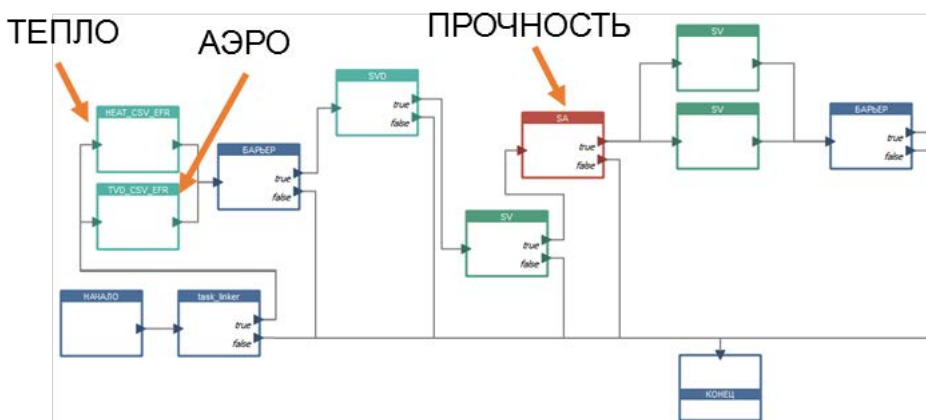 ТЕПЛО
АЭРО
ПРОЧНОСТЬ
HEAT_CSV_EFR
TVD_CSV_EFR
БАРЬЕР
true
false
SVD
true
false
SV
true
false
SA
true
false
SV
SV
БАРЬЕР
true
false
НАЧАЛО
task_linker
true
false
КОНЕЦ